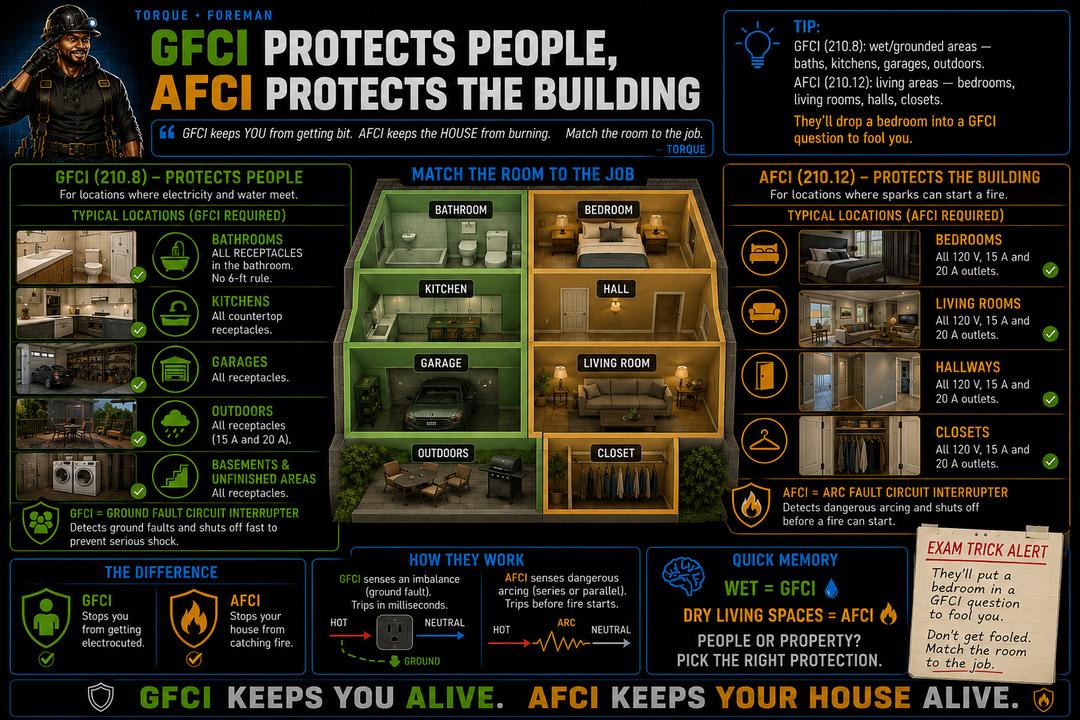 TORQUE • FOREMAN
GFCI PROTECTS PEOPLE,
AFCI PROTECTS THE BUILDING
“ GFCI keeps YOU from getting bit. AFCI keeps the HOUSE from burning. Match the room to the job.
– TORQUE
TIP:
GFCI (210.8): wet/grounded areas —
baths, kitchens, garages, outdoors.
AFCI (210.12): living areas — bedrooms,
living rooms, halls, closets.
They'll drop a bedroom into a GFCI
question to fool you.
GFCI (210.8) – PROTECTS PEOPLE
For locations where electricity and water meet.
TYPICAL LOCATIONS (GFCI REQUIRED)
BATHROOMS
ALL RECEPTACLES
in the bathroom.
No 6-ft rule.
KITCHENS
All countertop
receptacles.
GARAGES
All receptacles.
OUTDOORS
All receptacles
(15 A and 20 A).
BASEMENTS &
UNFINISHED AREAS
All receptacles.
GFCI = GROUND FAULT CIRCUIT INTERRUPTER
Detects ground faults and shuts off fast to
prevent serious shock.
MATCH THE ROOM TO THE JOB
BATHROOM
BEDROOM
KITCHEN
HALL
GARAGE
LIVING ROOM
OUTDOORS
CLOSET
AFCI (210.12) – PROTECTS THE BUILDING
For locations where sparks can start a fire.
TYPICAL LOCATIONS (AFCI REQUIRED)
BEDROOMS
All 120 V, 15 A and
20 A outlets.
LIVING ROOMS
All 120 V, 15 A and
20 A outlets.
HALLWAYS
All 120 V, 15 A and
20 A outlets.
CLOSETS
All 120 V, 15 A and
20 A outlets.
AFCI = ARC FAULT CIRCUIT INTERRUPTER
Detects dangerous arcing and shuts off
before a fire can start.
THE DIFFERENCE
GFCI
Stops you
from getting
electrocuted.
AFCI
Stops your
house from
catching fire.
HOW THEY WORK
GFCI senses an imbalance
(ground fault).
Trips in milliseconds.
HOT
NEUTRAL
GROUND
AFCI senses dangerous
arcing (series or parallel).
Trips before fire starts.
HOT
ARC
NEUTRAL
QUICK MEMORY
WET = GFCI
DRY LIVING SPACES = AFCI
PEOPLE OR PROPERTY?
PICK THE RIGHT PROTECTION.
EXAM TRICK ALERT
They'll put a
bedroom in a
GFCI question
to fool you.
Don't get fooled.
Match the room
to the job.
GFCI KEEPS YOU ALIVE. AFCI KEEPS YOUR HOUSE ALIVE.